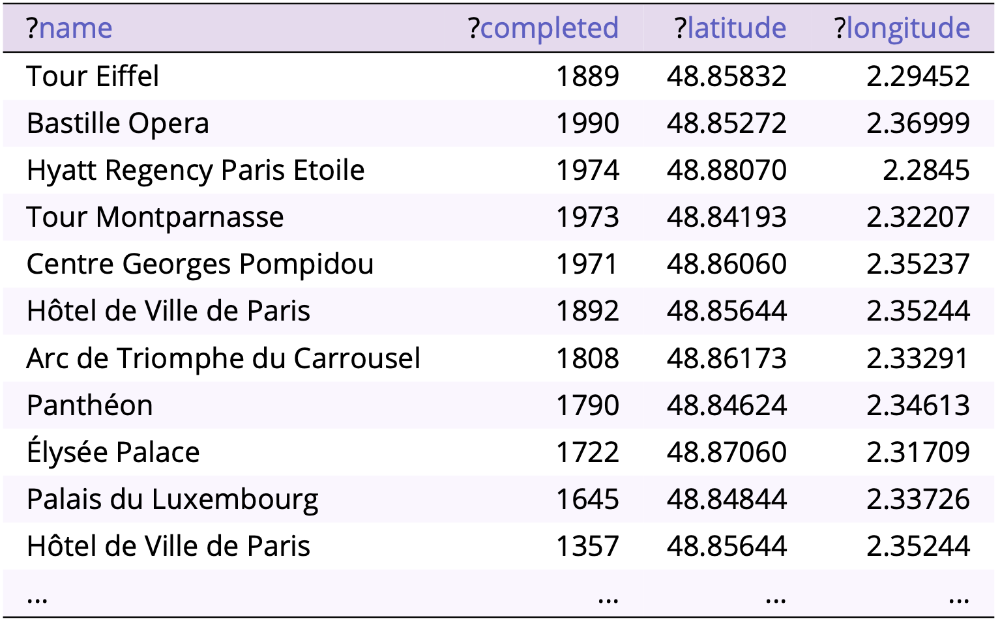 ?name ?completed ?latitude ?longitude
Tour Eiffel 1889 48.85832 2.29452
Bastille Opera 1990 48.85272 2.36999
Hyatt Regency Paris Etoile 1974 48.88070 2.2845
Tour Montparnasse 1973 48.84193 2.32207
Centre Georges Pompidou 1971 48.86060 2.35237
Hôtel de Ville de Paris 1892 48.85644 2.35244
Arc de Triomphe du Carrousel 1808 48.86173 2.33291
Panthéon 1790 48.84624 2.34613
Élysée Palace 1722 48.87060 2.31709
Palais du Luxembourg 1645 48.84844 2.33726
Hôtel de Ville de Paris 1357 48.85644 2.35244
... ... ... ...